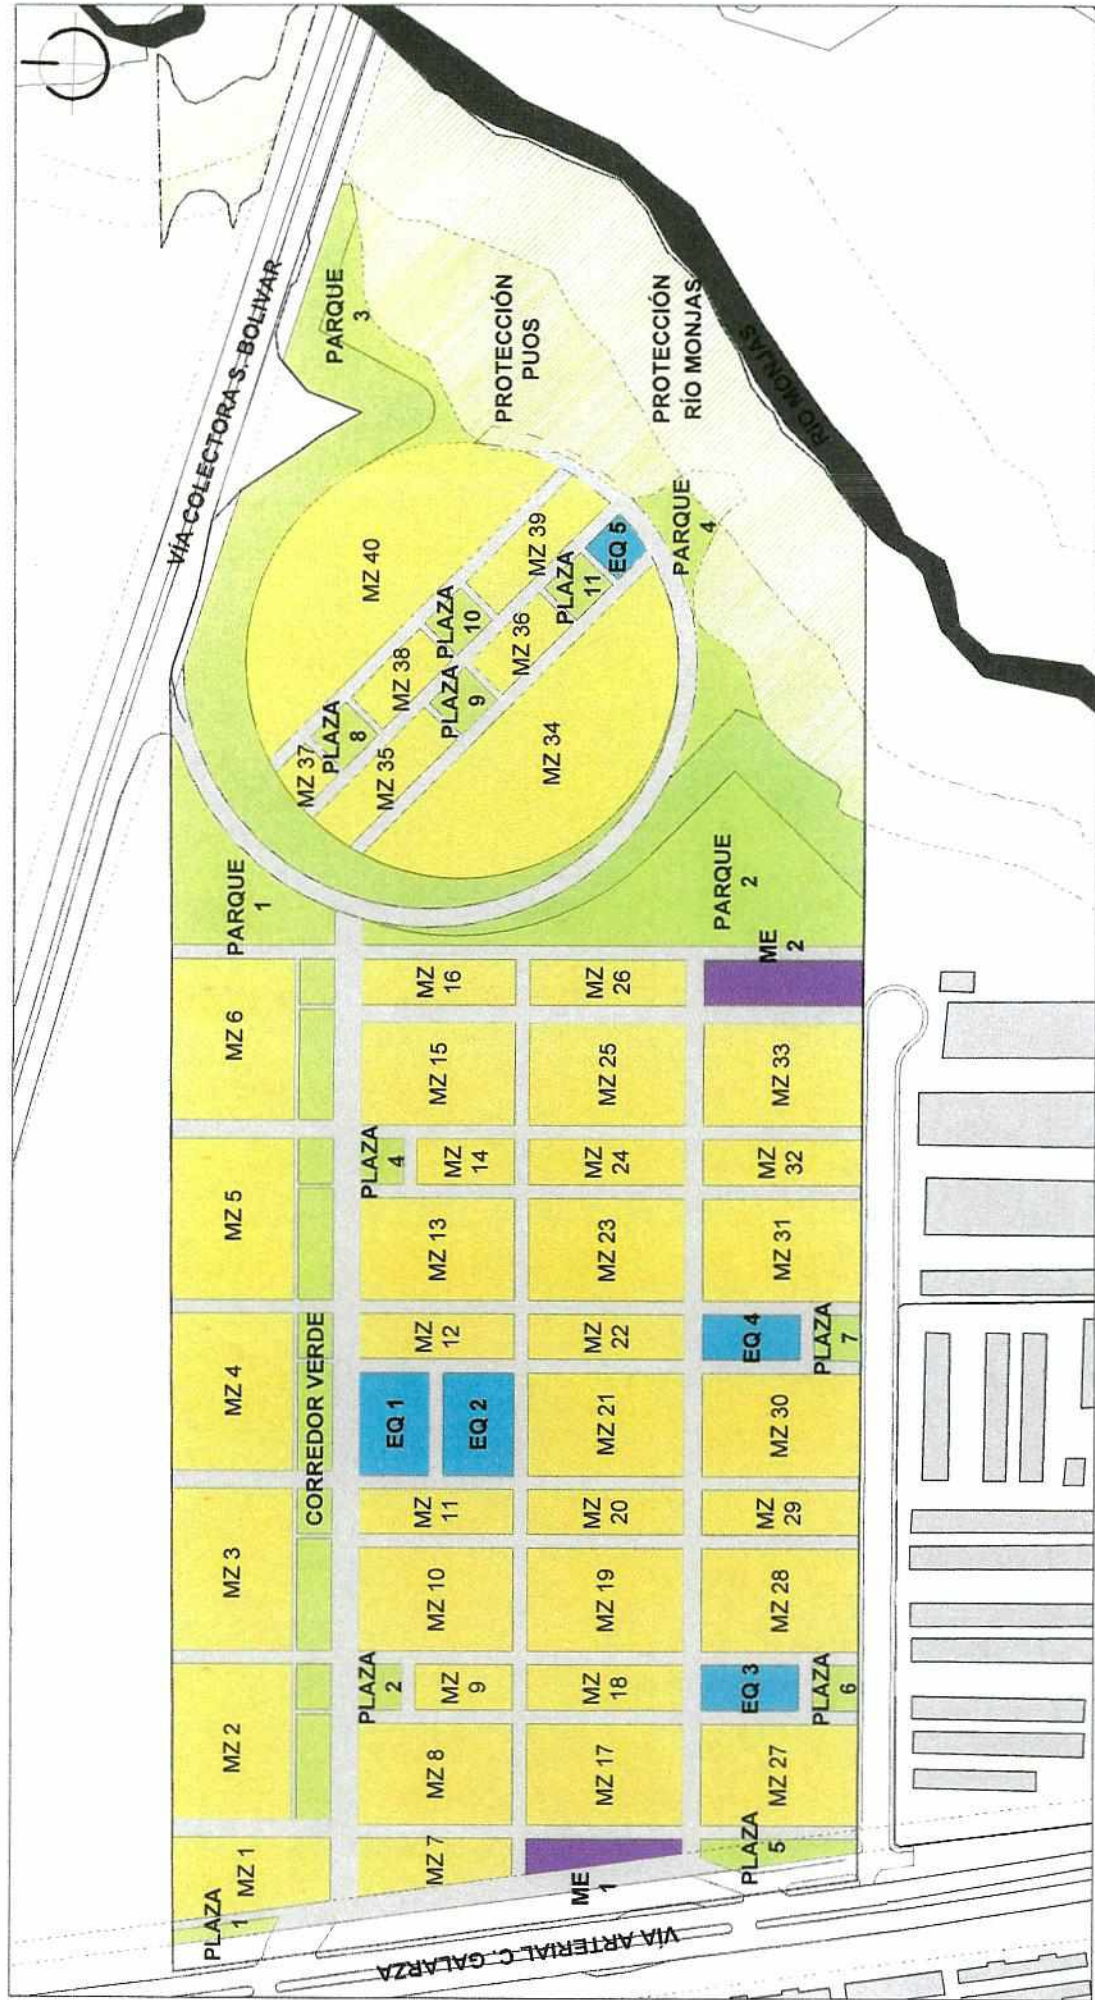 VÍA COLECTORA S. BOLIVAR
PARQUE
3
PROTECCIÓN
PUOS
PROTECCIÓN
RÍO MONJAS
RÍO MONJAS
PARQUE
4
MZ 40
MZ 39
EQ 5
PLAZA
11
PLAZA
10
MZ 36
MZ 38
PLAZA
9
PLAZA
8
MZ 37
MZ 35
MZ 34
PARQUE
1
PARQUE
2
PLAZA
1
MZ 1
MZ 2
MZ 3
MZ 4
MZ 5
MZ 6
CORREDOR VERDE
MZ 7
MZ 8
PLAZA
2
MZ
9
MZ 10
MZ
11
EQ 1
EQ 2
MZ
12
MZ 13
PLAZA
4
MZ
14
MZ 15
MZ
16
ME
1
MZ 17
MZ
18
MZ 19
MZ
20
MZ 21
MZ
22
MZ 23
MZ
24
MZ 25
MZ
26
PLAZA
5
MZ 27
EQ 3
PLAZA
6
MZ 28
MZ
29
MZ 30
EQ 4
PLAZA
7
MZ 31
MZ
32
MZ 33
ME
2
VÍA ARTERIAL C. GALARZA